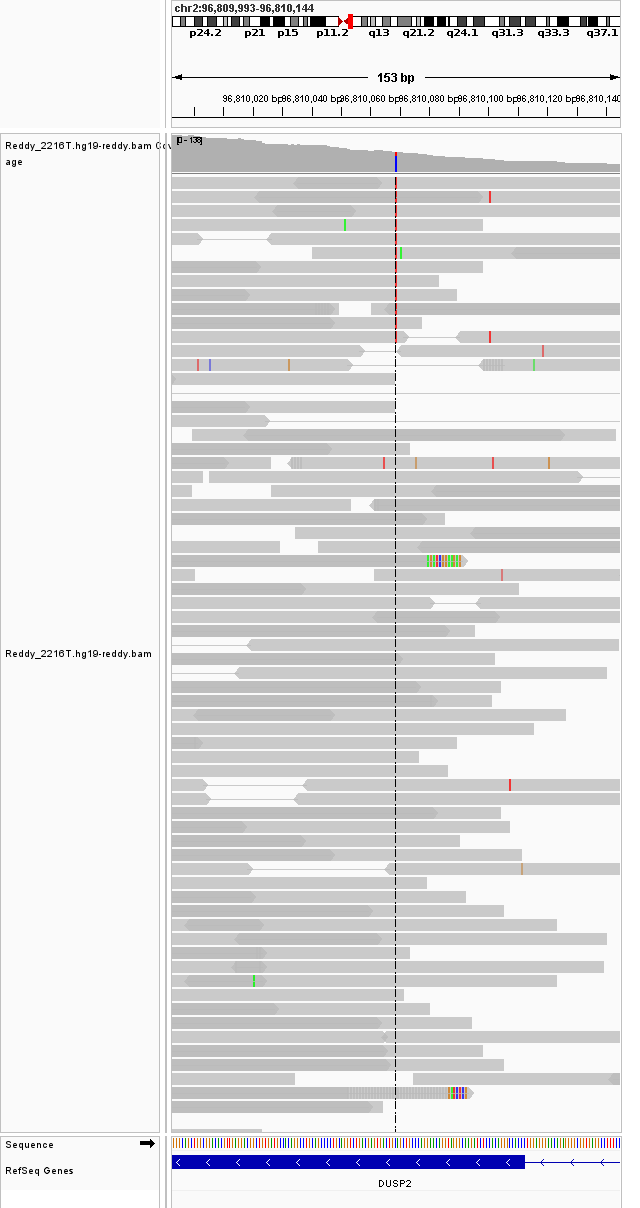 chr2:96,809,993-96,810,144
p24.2 p21 p15 p11.2 q13 q21.2 q24.1 q31.3 q33.3 q37.1
153 bp
96,810,020 bp 96,810,040 bp 96,810,060 bp 96,810,080 bp 96,810,100 bp 96,810,120 bp 96,810,140
Reddy_2216T.hg19-reddy.bam Cov
age
[0 - 138]
Reddy_2216T.hg19-reddy.bam
Sequence
RefSeq Genes
DUSP2